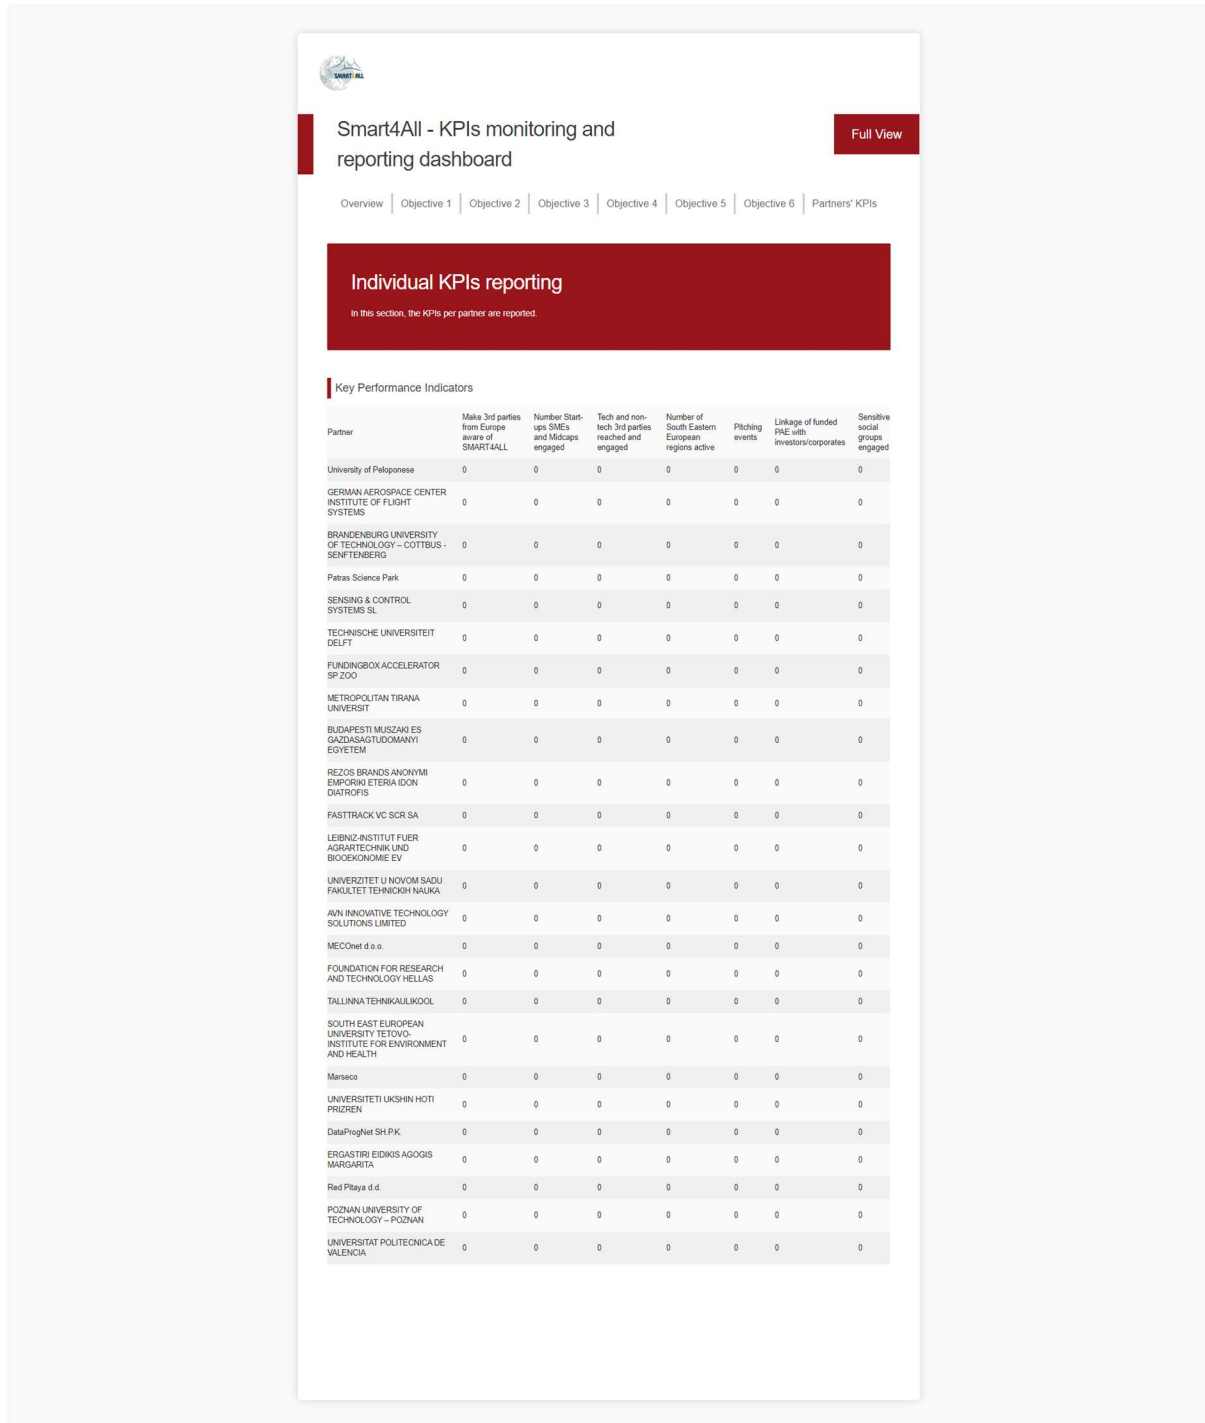 SMART4ALL
Smart4All - KPIs monitoring and
reporting dashboard
Full View
Overview Objective 1 Objective 2 Objective 3 Objective 4 Objective 5 Objective 6 Partners' KPIs
Individual KPIs reporting
In this section, the KPIs per partner are reported.
Key Performance Indicators
Partner
Make 3rd parties
from Europe
aware of
SMART4ALL
Number Start-
ups SMEs
and Midcaps
engaged
Tech and non-
tech 3rd parties
reached and
engaged
Number of
South Eastern
European
regions active
Pitching
events
Linkage of funded
PAE with
investors/corporates
Sensitive
social
groups
engaged
University of Peloponese 0 0 0 0 0 0 0
GERMAN AEROSPACE CENTER
INSTITUTE OF FLIGHT
SYSTEMS
0 0 0 0 0 0 0
BRANDENBURG UNIVERSITY
OF TECHNOLOGY – COTTBUS -
SENFTENBERG
0 0 0 0 0 0 0
Patras Science Park 0 0 0 0 0 0 0
SENSING & CONTROL
SYSTEMS SL
0 0 0 0 0 0 0
TECHNISCHE UNIVERSITEIT
DELFT
0 0 0 0 0 0 0
FUNDINGBOX ACCELERATOR
SP ZOO
0 0 0 0 0 0 0
METROPOLITAN TIRANA
UNIVERSIT
0 0 0 0 0 0 0
BUDAPESTI MUSZAKI ES
GAZDASAGTUDOMANYI
EGYETEM
0 0 0 0 0 0 0
REZOS BRANDS ANONYMI
EMPORIKI ETERIA IDON
DIATROFIS
0 0 0 0 0 0 0
FASTTRACK VC SCR SA 0 0 0 0 0 0 0
LEIBNIZ-INSTITUT FUER
AGRARTECHNIK UND
BIOOEKONOMIE EV
0 0 0 0 0 0 0
UNIVERZITET U NOVOM SADU
FAKULTET TEHNICKIH NAUKA
0 0 0 0 0 0 0
AVN INNOVATIVE TECHNOLOGY
SOLUTIONS LIMITED
0 0 0 0 0 0 0
MECOnet d.o.o. 0 0 0 0 0 0 0
FOUNDATION FOR RESEARCH
AND TECHNOLOGY HELLAS
0 0 0 0 0 0 0
TALLINNA TEHNIKAULIKOOL 0 0 0 0 0 0 0
SOUTH EAST EUROPEAN
UNIVERSITY TETOVO-
INSTITUTE FOR ENVIRONMENT
AND HEALTH
0 0 0 0 0 0 0
Marseco 0 0 0 0 0 0 0
UNIVERSITETI UKSHIN HOTI
PRIZREN
0 0 0 0 0 0 0
DataProgNet SH.P.K. 0 0 0 0 0 0 0
ERGASTIRI EIDIKIS AGOGIS
MARGARITA
0 0 0 0 0 0 0
Red Pitaya d.d. 0 0 0 0 0 0 0
POZNAN UNIVERSITY OF
TECHNOLOGY – POZNAN
0 0 0 0 0 0 0
UNIVERSITAT POLITECNICA DE
VALENCIA
0 0 0 0 0 0 0